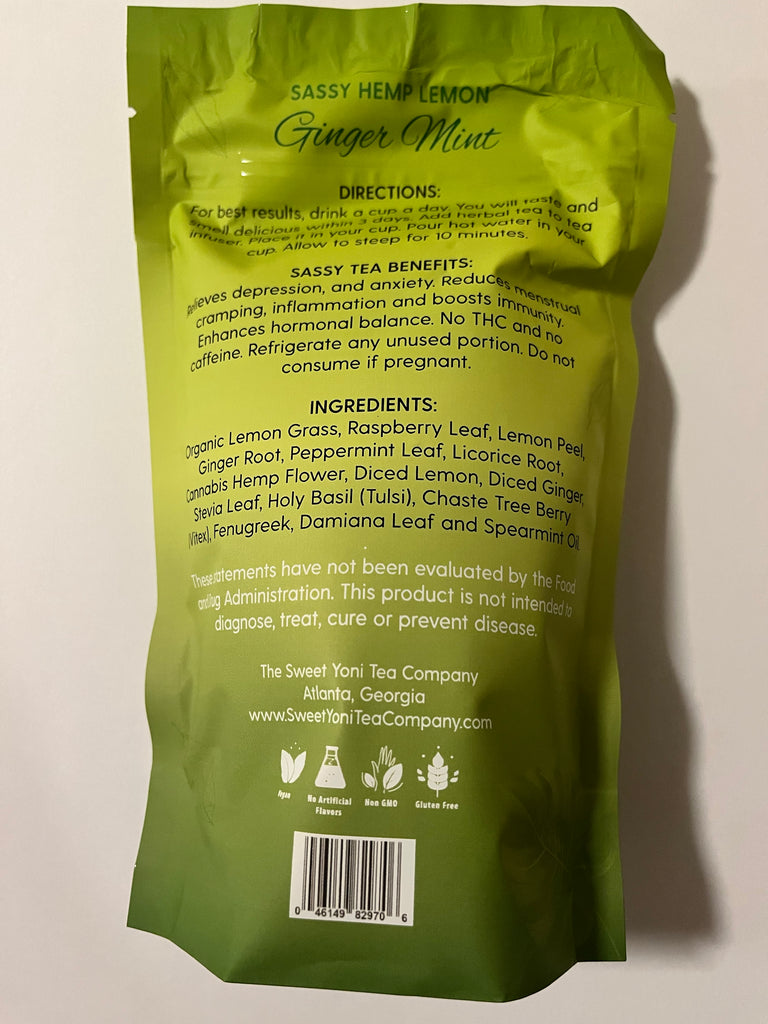 SASSY HEMP LEMON
Ginger Mint
DIRECTIONS:
For best results, drink a cup a day. You will taste and
smell delicious within 3 days. Add herbal tea to tea
infuser. Place it in your cup. Pour hot water in your
cup. Allow to steep for 10 minutes.
SASSY TEA BENEFITS:
Relieves depression, and anxiety. Reduces menstrual
cramping, inflammation and boosts immunity.
Enhances hormonal balance. No THC and no
caffeine. Refrigerate any unused portion. Do not
consume if pregnant.
INGREDIENTS:
Organic Lemon Grass, Raspberry Leaf, Lemon Peel,
Ginger Root, Peppermint Leaf, Licorice Root,
Cannabis Hemp Flower, Diced Lemon, Diced Ginger,
Stevia Leaf, Holy Basil (Tulsi), Chaste Tree Berry
(Vitex), Fenugreek, Damiana Leaf and Spearmint Oil.
These statements have not been evaluated by the Food
and Drug Administration. This product is not intended to
diagnose, treat, cure or prevent disease.
The Sweet Yoni Tea Company
Atlanta, Georgia
www.SweetYoniTeaCompany.com
Vegan
No Artificial
Flavors
Non GMO
Gluten Free
0 46149 82970 6